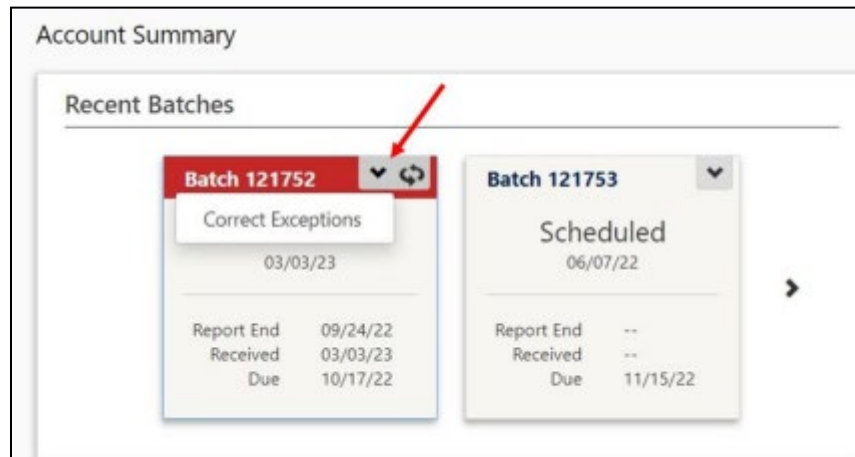 Account Summary
Recent Batches
Batch 121752
Correct Exceptions
03/03/23
Report End 09/24/22
Received 03/03/23
Due 10/17/22
Batch 121753
Scheduled
06/07/22
Report End --
Received --
Due 11/15/22